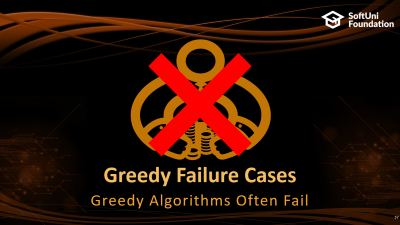 SoftUni
Foundation
Greedy Failure Cases
Greedy Algorithms Often Fail